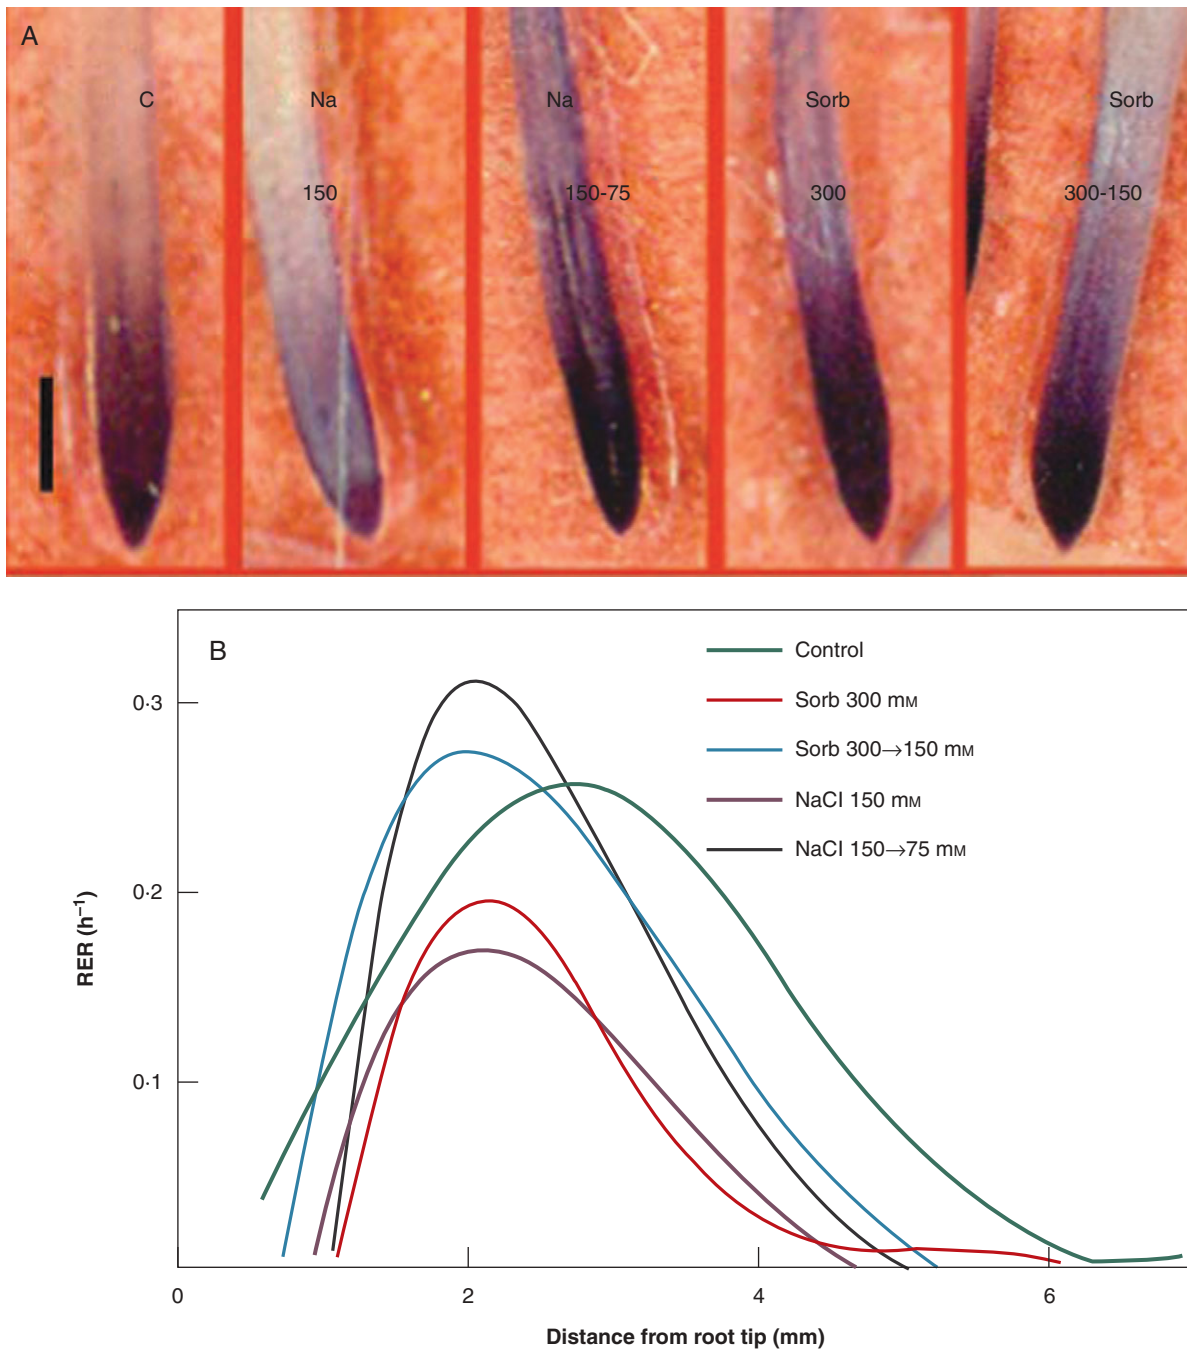 A
C Na Na Sorb Sorb
150 150-75 300 300-150
B
Control
Sorb 300 mM
Sorb 300→150 mM
NaCl 150 mM
NaCl 150→75 mM
0·3
0·2
0·1
RER (h⁻¹)
0 2 4 6
Distance from root tip (mm)